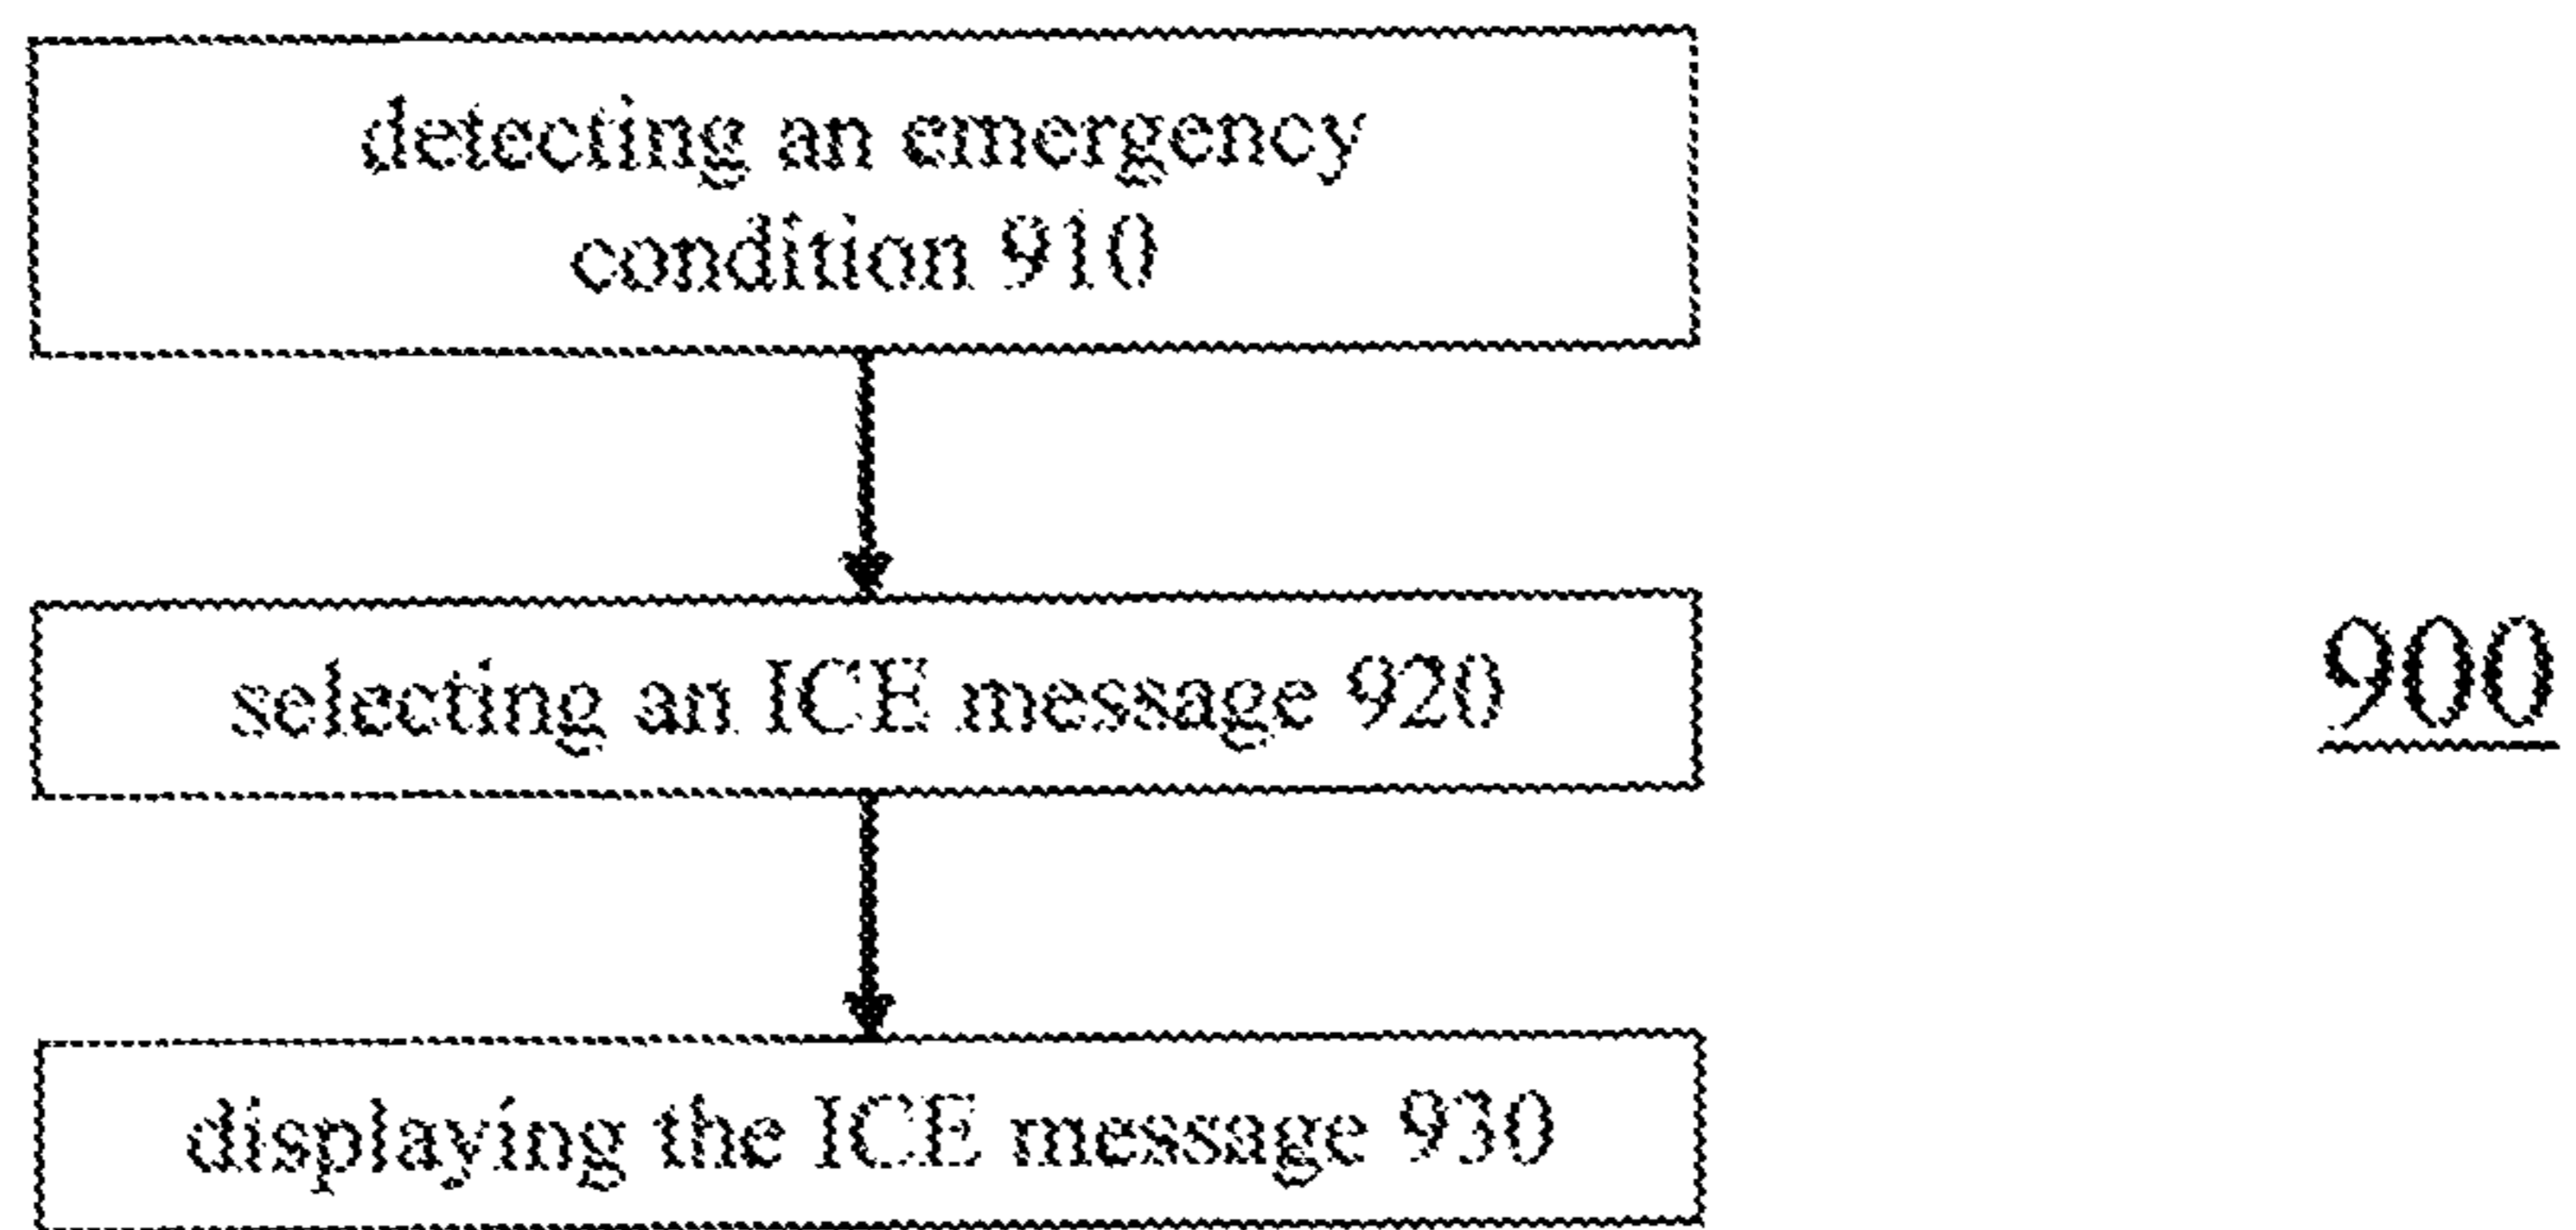 detecting an emergency
condition 910
selecting an ICE message 920
900
displaying the ICE message 930